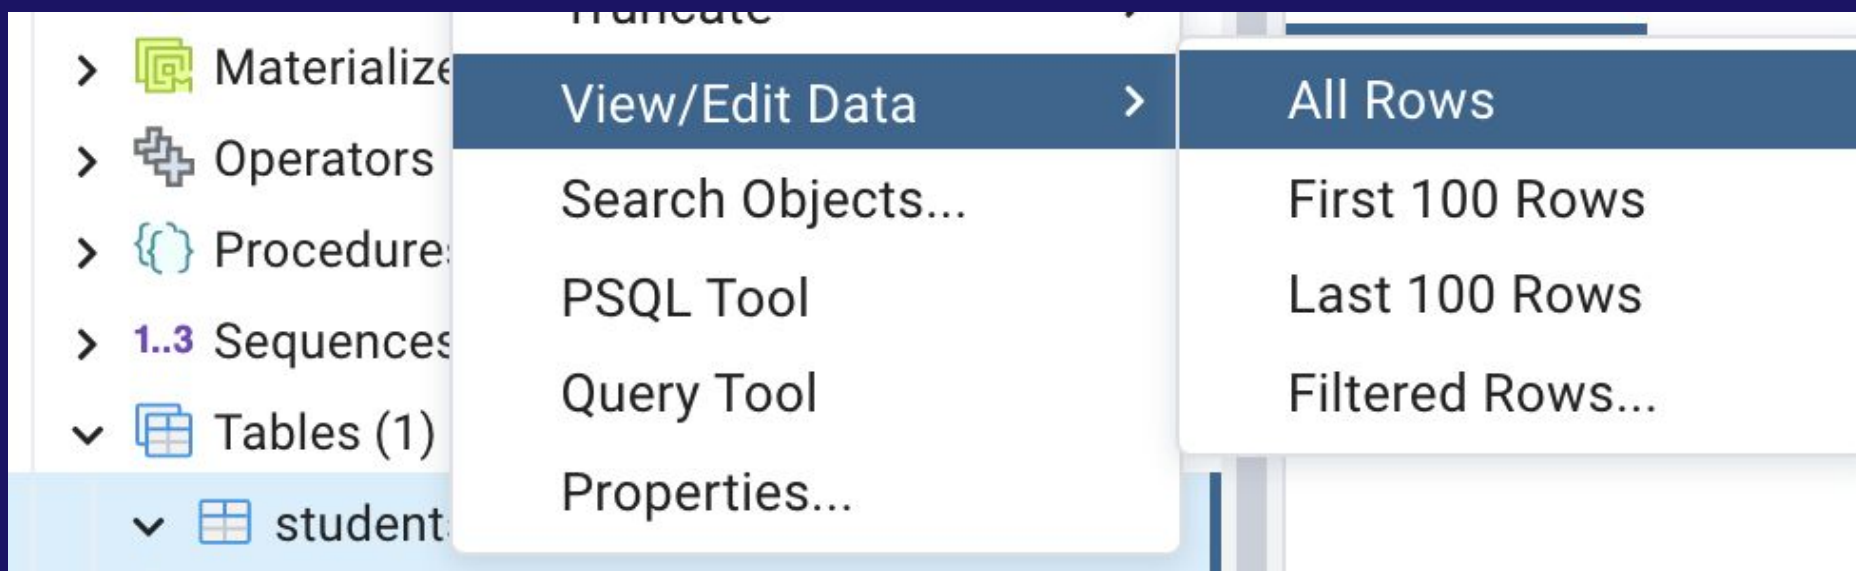 Truncate
Materialize
Operators
Procedure
1..3 Sequences
Tables (1)
student
View/Edit Data
Search Objects...
PSQL Tool
Query Tool
Properties...
All Rows
First 100 Rows
Last 100 Rows
Filtered Rows...